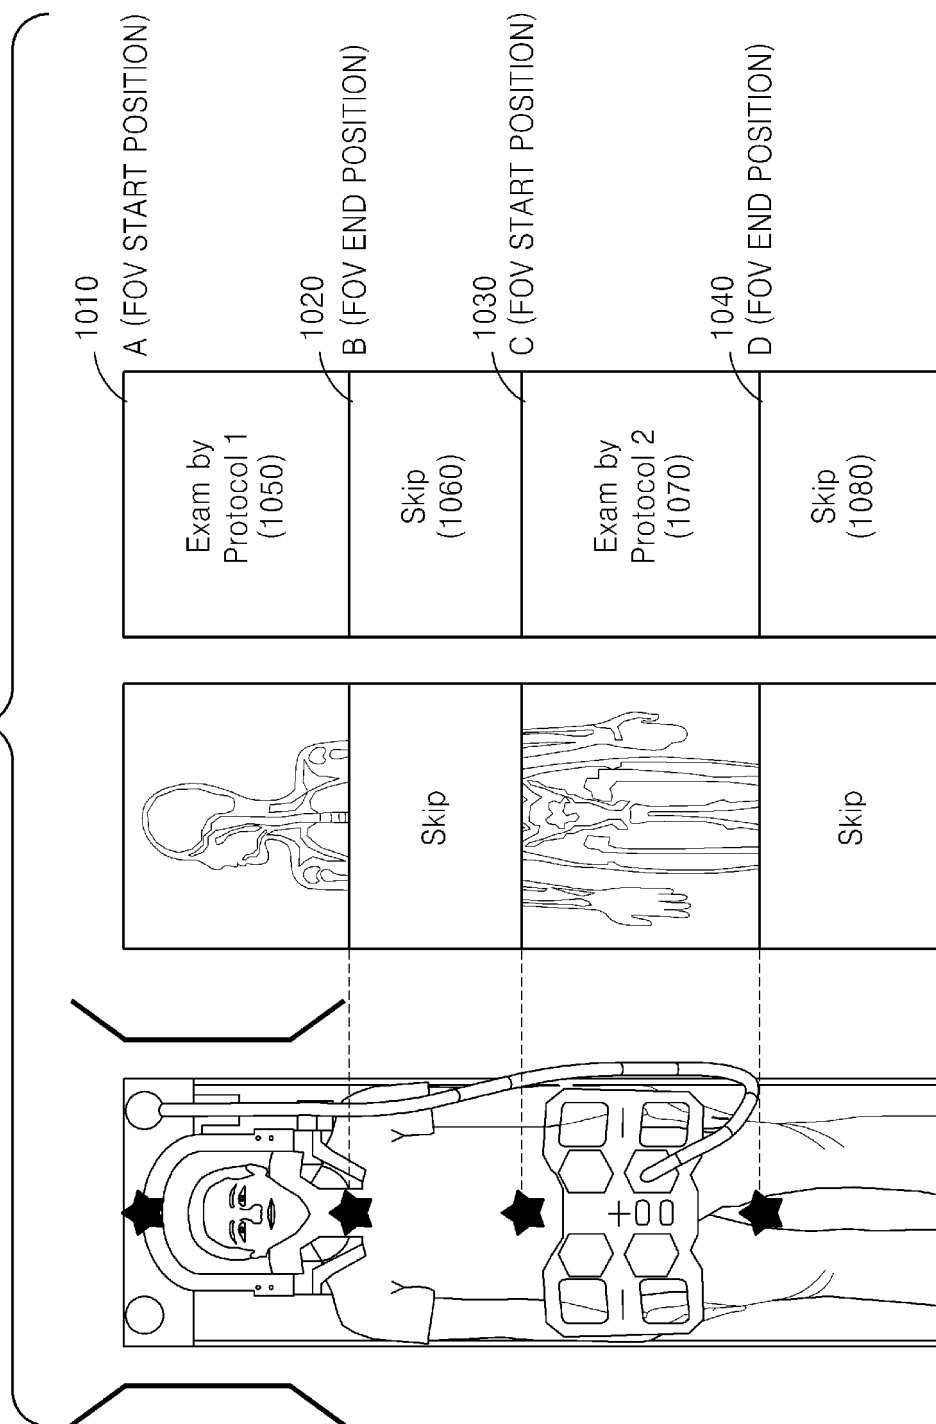 1010
A (FOV START POSITION)
1020
B (FOV END POSITION)
1030
C (FOV START POSITION)
1040
D (FOV END POSITION)
Exam by
Protocol 1
(1050)
Skip
(1060)
Exam by
Protocol 2
(1070)
Skip
(1080)
Skip
Skip